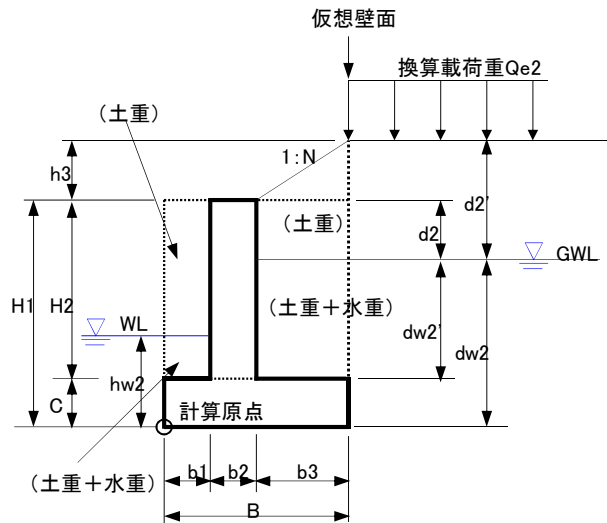 仮想壁面
換算載荷重Qe2
（土重）
1:N
h3
d2'
（土重）
d2
GWL
H1
H2
（土重＋水重）
WL
dw2'
dw2
hw2
C
計算原点
（土重＋水重）
b1
b2
b3
B